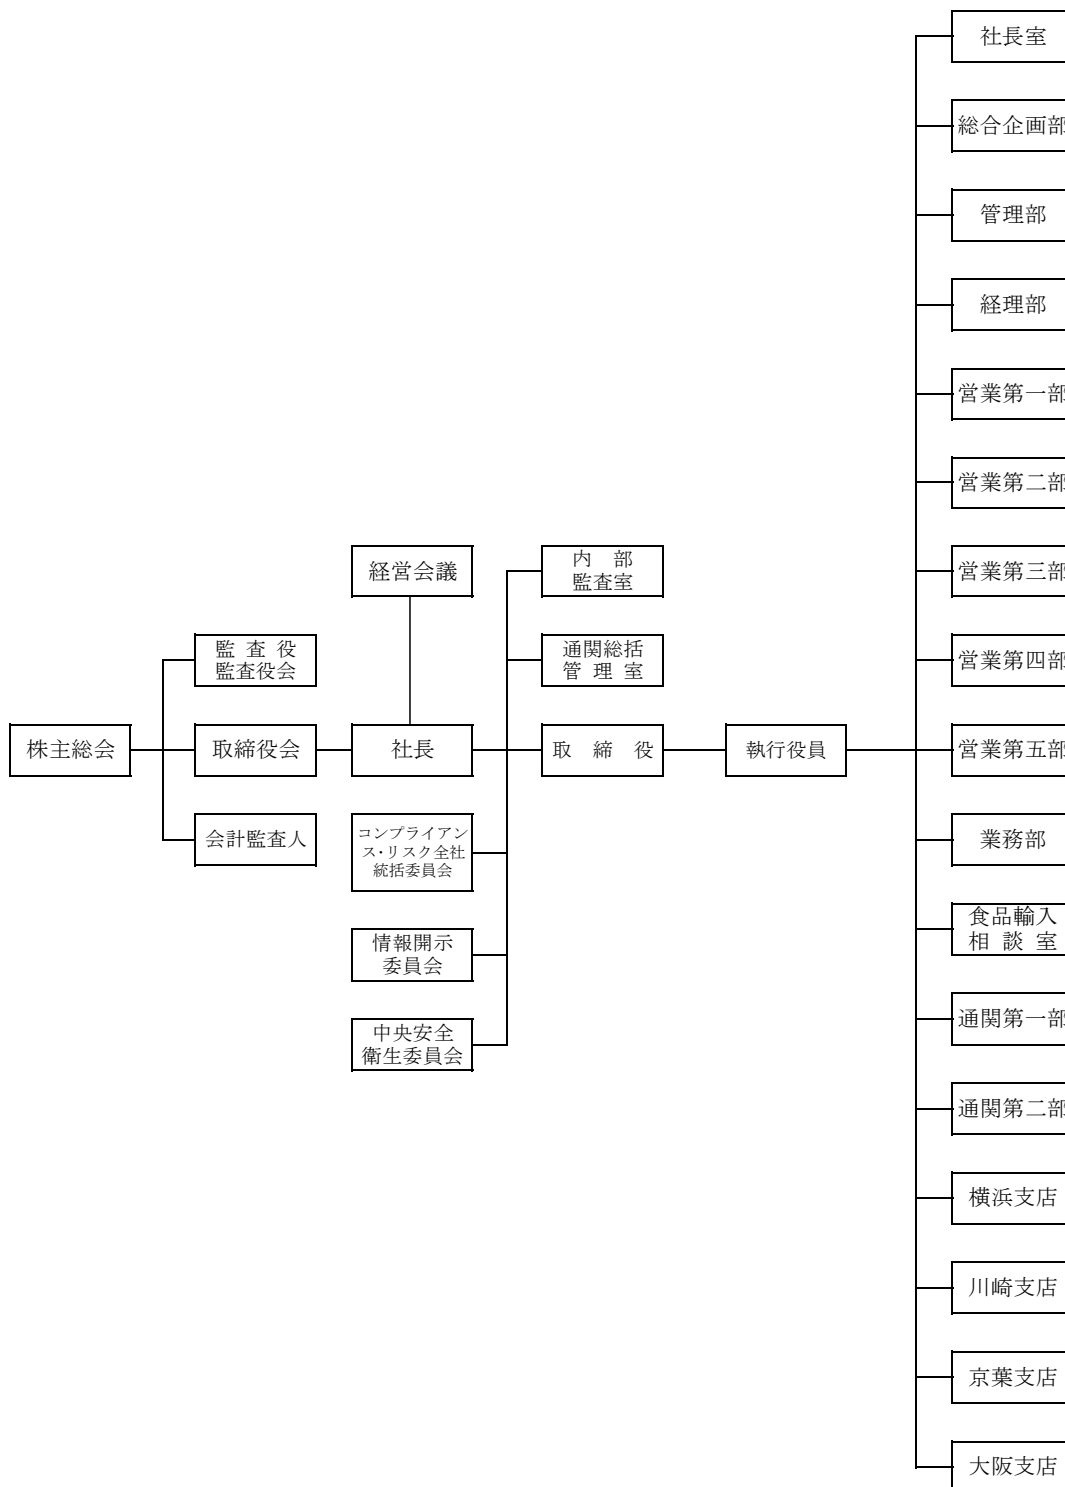 株主総会
監査役
監査役会
取締役会
会計監査人
経営会議
社長
コンプライアン
ス・リスク全社
統括委員会
情報開示
委員会
中央安全
衛生委員会
内部
監査室
通関総括
管理室
取締役
執行役員
社長室
総合企画部
管理部
経理部
営業第一部
営業第二部
営業第三部
営業第四部
営業第五部
業務部
食品輸入
相談室
通関第一部
通関第二部
横浜支店
川崎支店
京葉支店
大阪支店